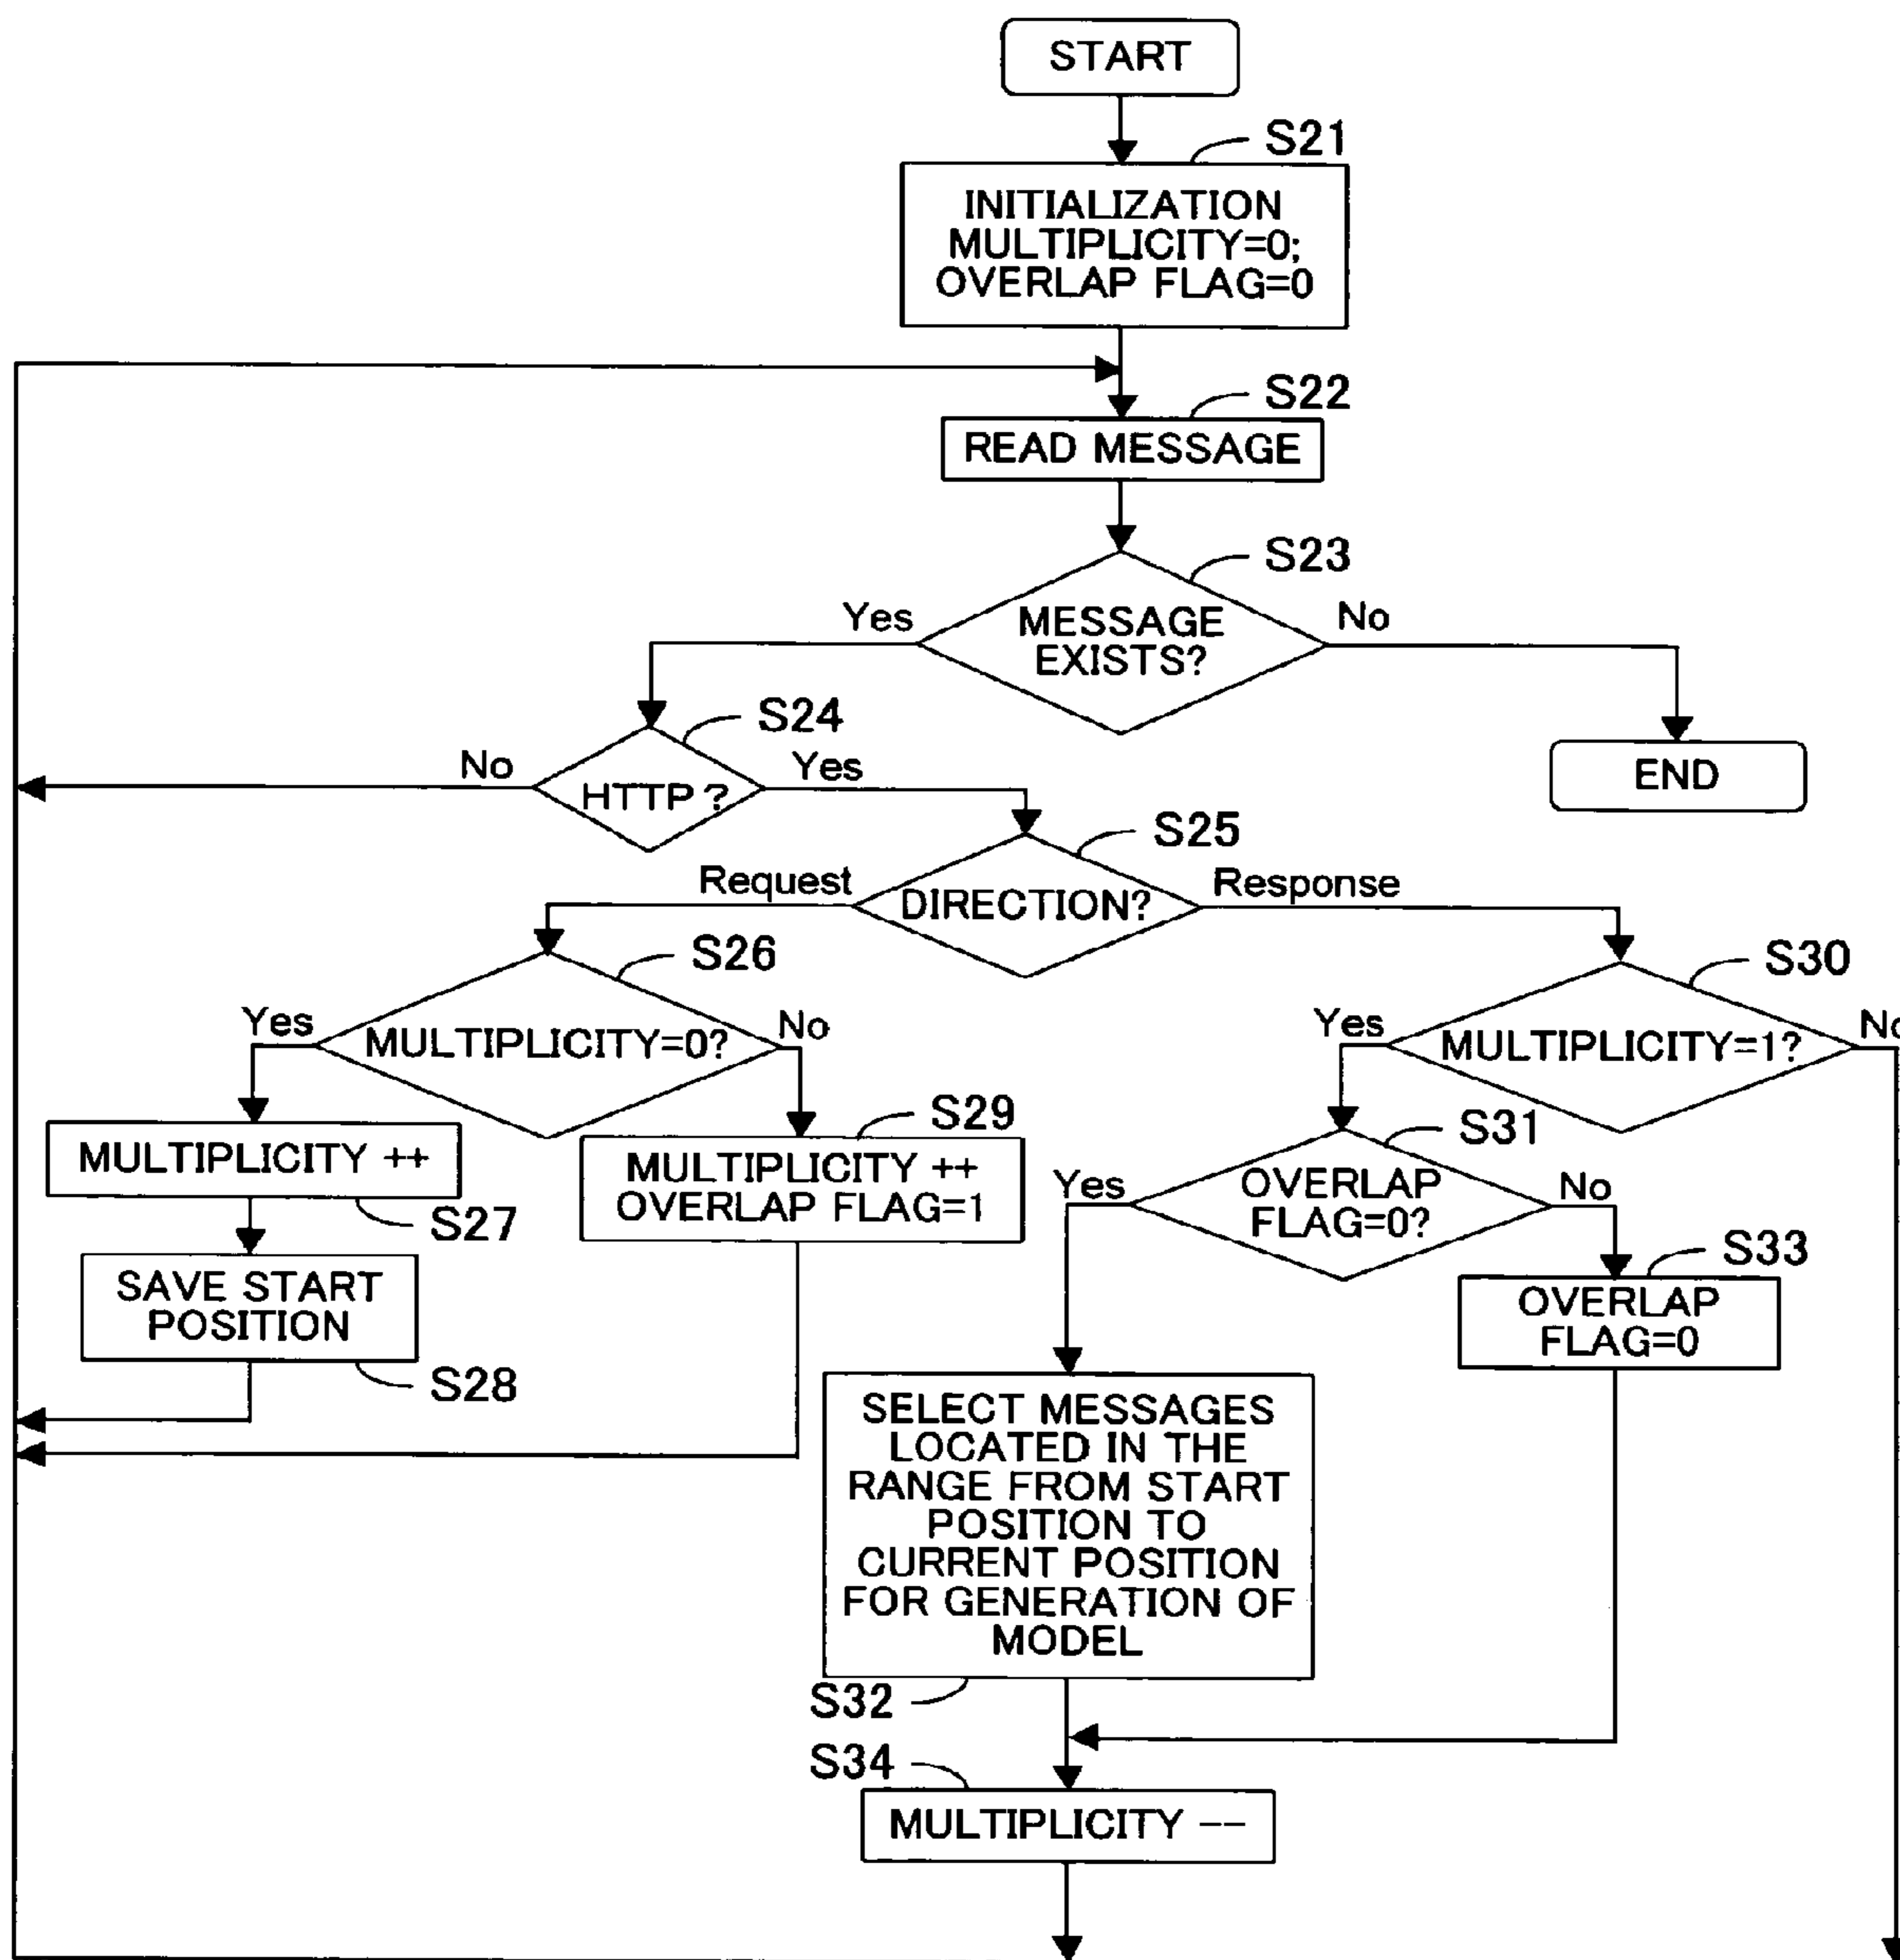 START
S21
INITIALIZATION
MULTIPLICITY=0;
OVERLAP FLAG=0
S22
READ MESSAGE
S23
MESSAGE
EXISTS?
Yes
No
S24
HTTP ?
No
Yes
END
S25
DIRECTION?
Request
Response
S26
MULTIPLICITY=0?
Yes
No
S30
MULTIPLICITY=1?
Yes
No
MULTIPLICITY ++
S27
S29
MULTIPLICITY ++
OVERLAP FLAG=1
S31
OVERLAP
FLAG=0?
Yes
No
SAVE START
POSITION
S28
S33
OVERLAP
FLAG=0
SELECT MESSAGES
LOCATED IN THE
RANGE FROM START
POSITION TO
CURRENT POSITION
FOR GENERATION OF
MODEL
S32
S34
MULTIPLICITY --